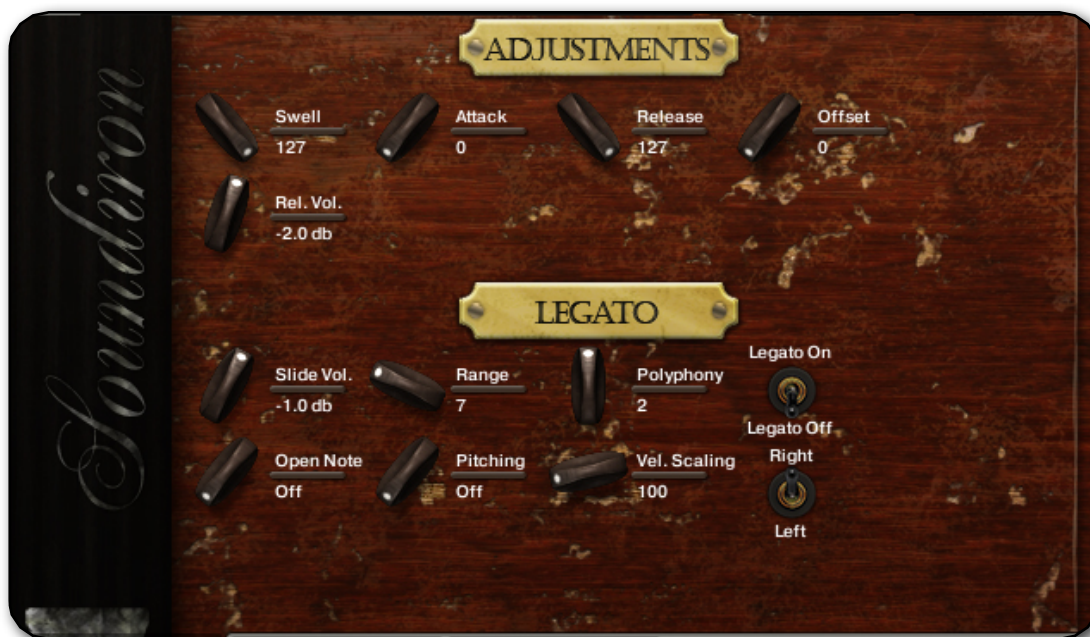 Soundiron
ADJUSTMENTS
Swell
127
Attack
0
Release
127
Offset
0
Rel. Vol.
-2.0 db
LEGATO
Slide Vol.
-1.0 db
Range
7
Polyphony
2
Legato On
Legato Off
Open Note
Off
Pitching
Off
Vel. Scaling
100
Right
Left